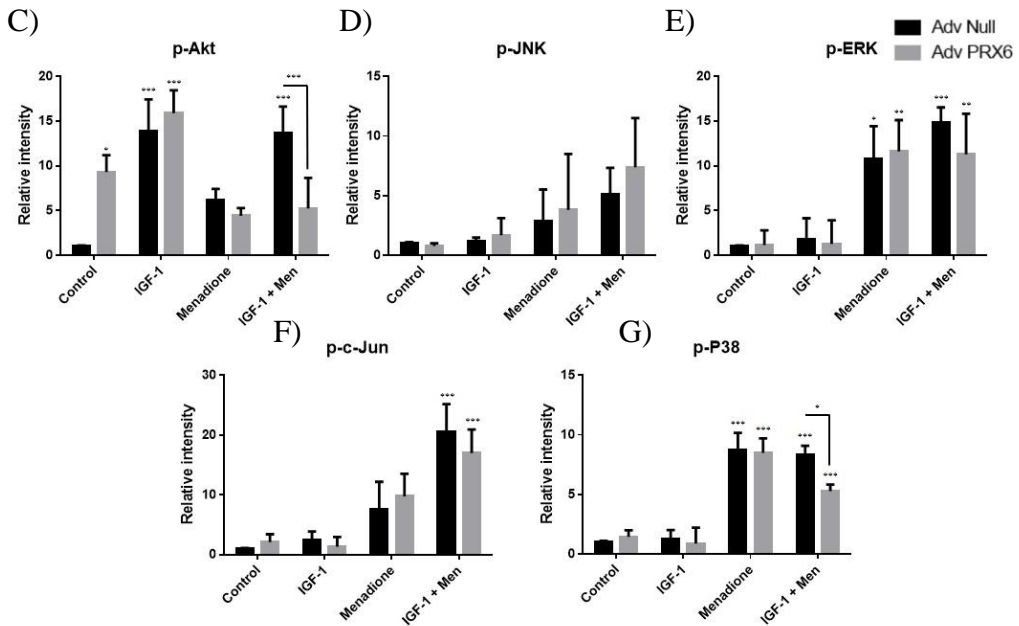 C)
p-Akt
Relative intensity
20
15
10
5
0
*
***
***
***
***
Control
IGF-1
Menadione
IGF-1 + Men
D)
p-JNK
Relative intensity
15
10
5
0
Control
IGF-1
Menadione
IGF-1 + Men
E)
p-ERK
Adv Null
Adv PRX6
Relative intensity
20
15
10
5
0
*
**
***
**
Control
IGF-1
Menadione
IGF-1 + Men
F)
p-c-Jun
Relative intensity
30
20
10
0
***
***
Control
IGF-1
Menadione
IGF-1 + Men
G)
p-P38
Relative intensity
15
10
5
0
***
***
***
*
***
Control
IGF-1
Menadione
IGF-1 + Men